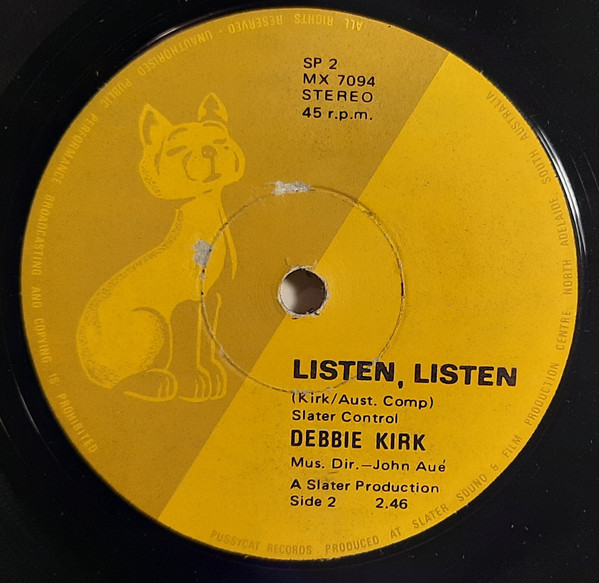 SP 2
MX 7094
STEREO
45 r.p.m.
LISTEN, LISTEN
(Kirk/Aust. Comp)
Slater Control
DEBBIE KIRK
Mus. Dir.—John Aué
A Slater Production
Side 2 2.46
PUSSYCAT RECORDS PRODUCED AT SLATER SOUND & FILM PRODUCTION CENTRE NORTH ADELAIDE SOUTH AUSTRALIA
ALL RIGHTS RESERVED - UNAUTHORISED PUBLIC PERFORMANCE BROADCASTING AND COPYING IS PROHIBITED